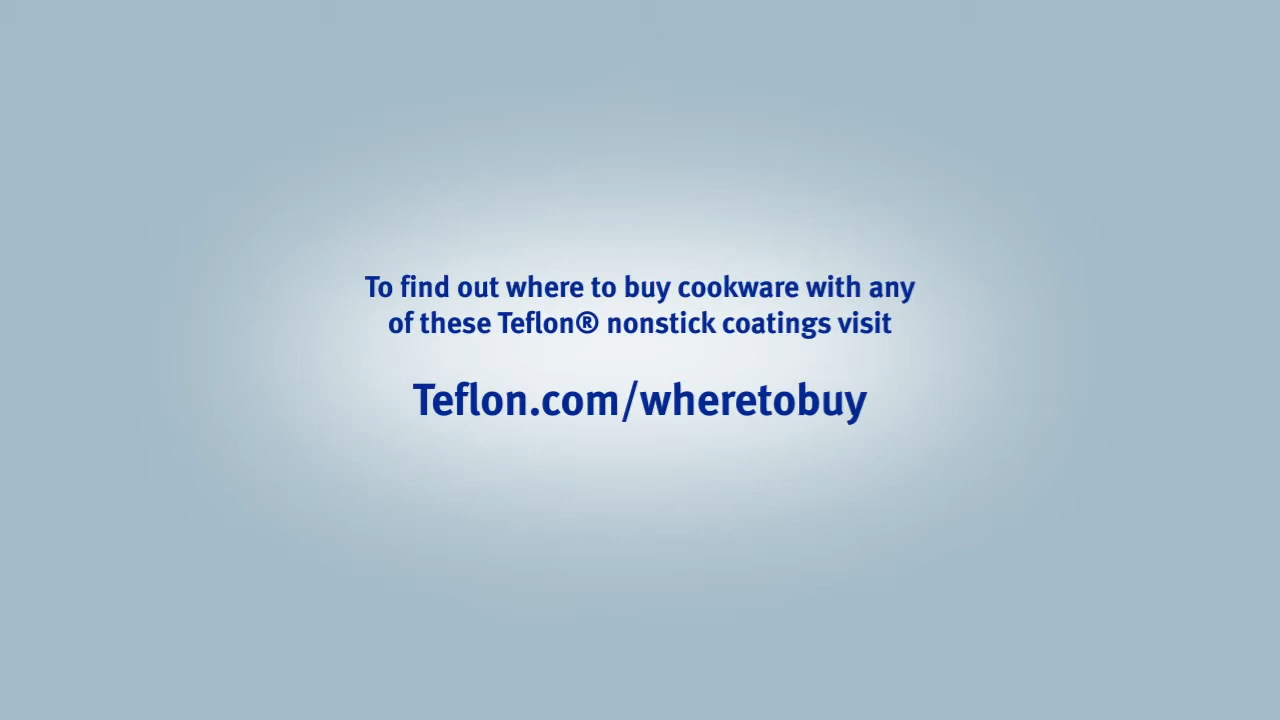 To find out where to buy cookware with any
of these Teflon® nonstick coatings visit
Teflon.com/wheretobuy